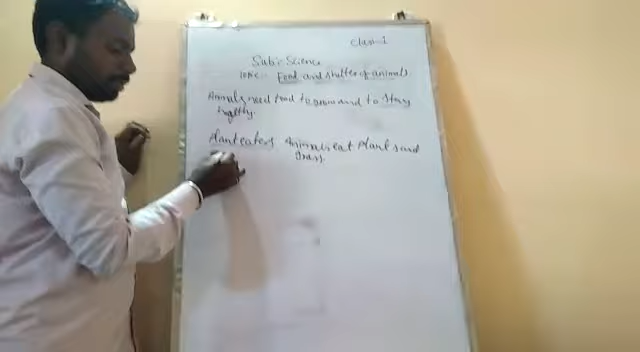 Class-1
Sub:- Science
Topic:- Food and shelter of animals
Animals need food to grow and to stay
healthy.
Plant eaters Animals eat Plants and
Grass